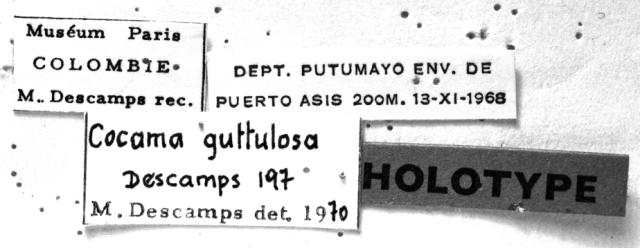 Muséum Paris
COLOMBIE
M. Descamps rec.
DEPT. PUTUMAYO ENV. DE
PUERTO ASIS 200M. 13-XI-1968
Cocama guttulosa
Descamps 197
M. Descamps det. 1970
HOLOTYPE